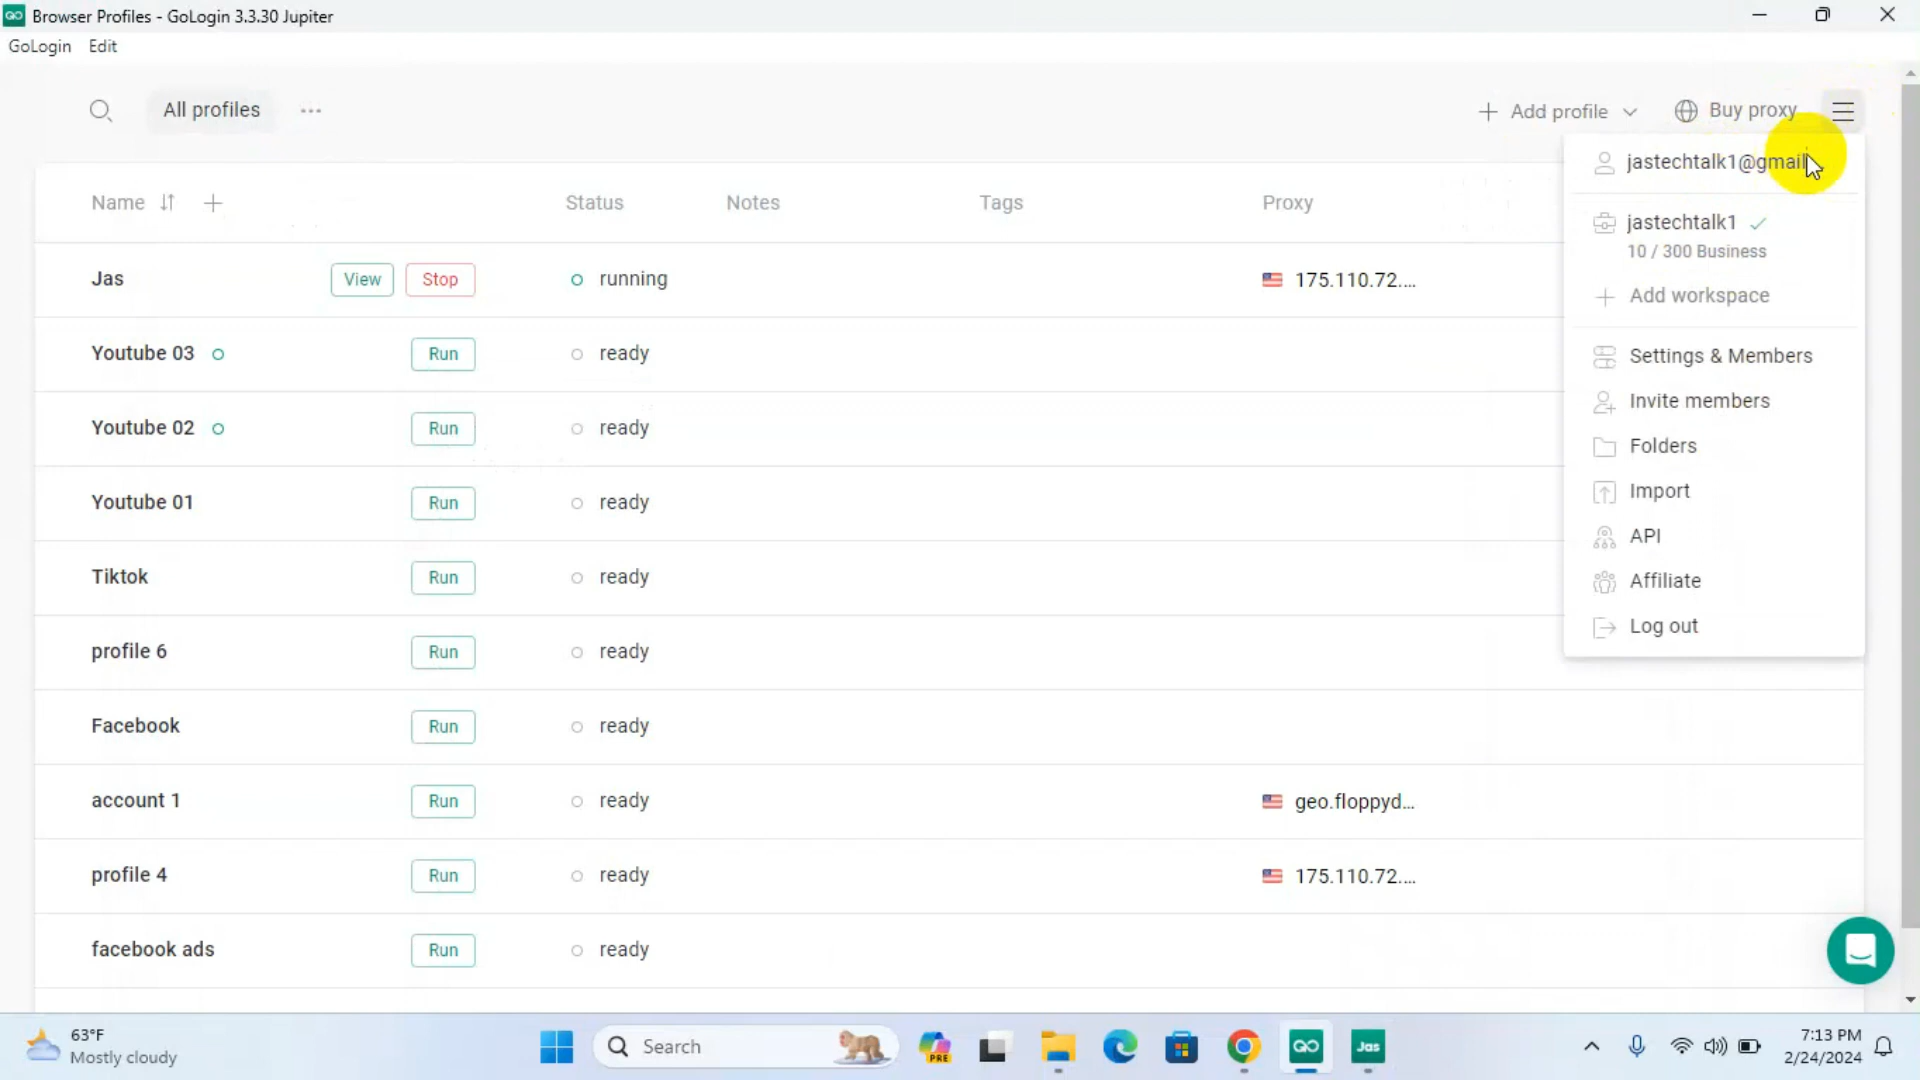 GO Browser Profiles - GoLogin 3.3.30 Jupiter
GoLogin Edit
All profiles ... + Add profile Buy proxy
jastechtalk1@gmail
Name Status Notes Tags Proxy
jastechtalk1
10 / 300 Business
Jas View Stop running 175.110.72....
Add workspace
Youtube 03 Run ready
Settings & Members
Invite members
Youtube 02 Run ready
Folders
Youtube 01 Run ready
Import
API
Tiktok Run ready
Affiliate
Log out
profile 6 Run ready
Facebook Run ready
account 1 Run ready geo.floppyd...
profile 4 Run ready 175.110.72....
facebook ads Run ready
63°F
Mostly cloudy
Search
PRE
GO
Jas
7:13 PM
2/24/2024